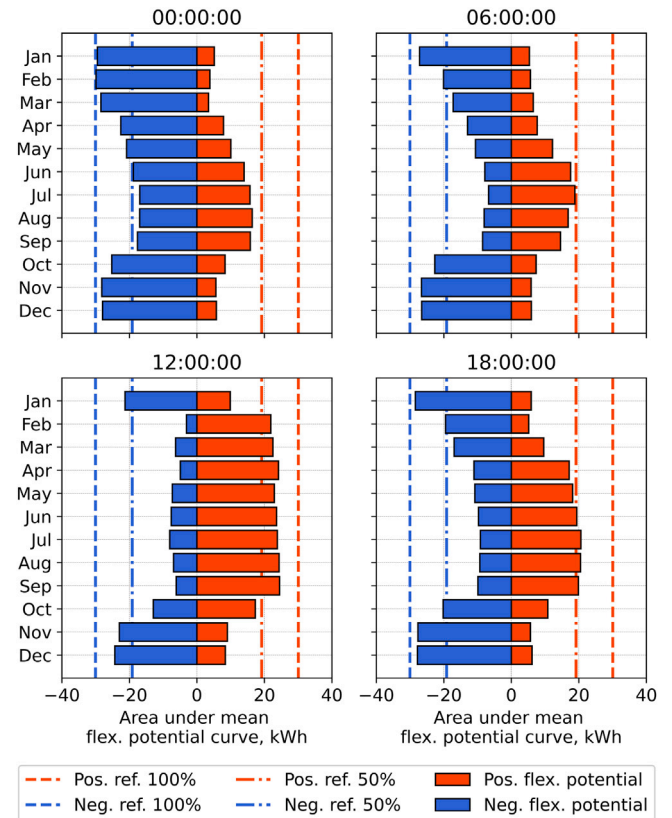 00:00:00
06:00:00
Jan
Feb
Mar
Apr
May
Jun
Jul
Aug
Sep
Oct
Nov
Dec
12:00:00
18:00:00
Jan
Feb
Mar
Apr
May
Jun
Jul
Aug
Sep
Oct
Nov
Dec
−40 −20 0 20 40
−40 −20 0 20 40
Area under mean
flex. potential curve, kWh
Area under mean
flex. potential curve, kWh
Pos. ref. 100% Pos. ref. 50% Pos. flex. potential
Neg. ref. 100% Neg. ref. 50% Neg. flex. potential